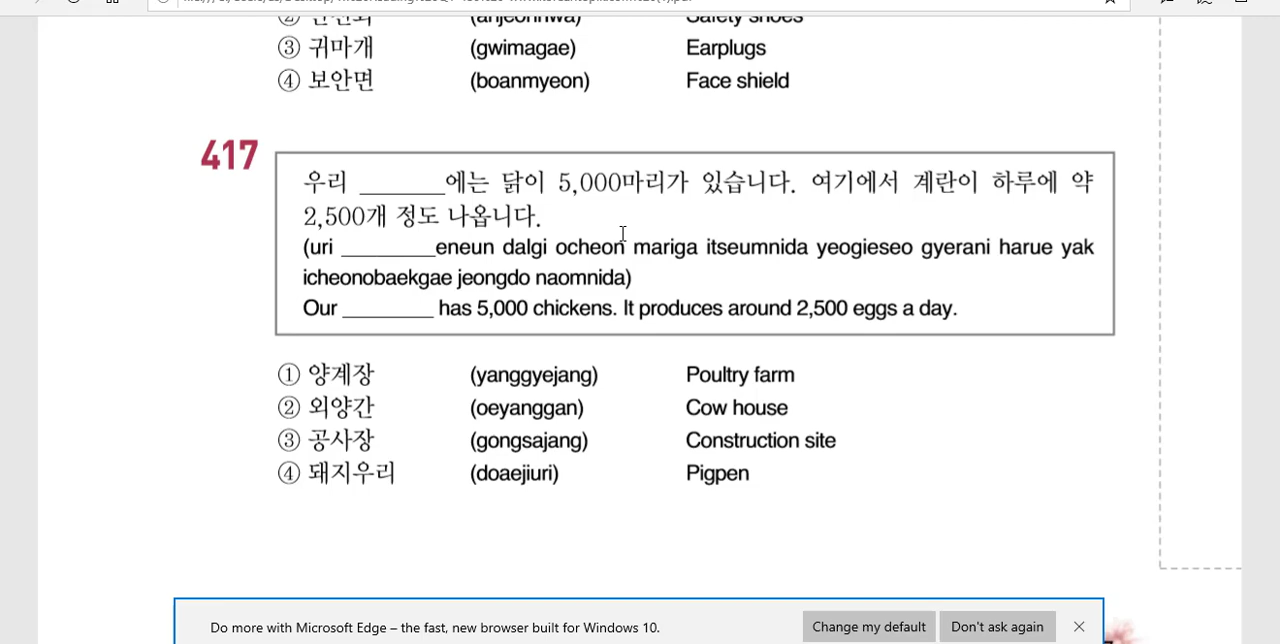 ③ 귀마개 (gwimagae) Earplugs
④ 보안면 (boanmyeon) Face shield
417
우리 _______에는 닭이 5,000마리가 있습니다. 여기에서 계란이 하루에 약
2,500개 정도 나옵니다.
(uri ________eneun dalgi ocheon mariga itseumnida yeogieseo gyerani harue yak
icheonobaekgae jeongdo naomnida)
Our ________ has 5,000 chickens. It produces around 2,500 eggs a day.
① 양계장 (yanggyejang) Poultry farm
② 외양간 (oeyanggan) Cow house
③ 공사장 (gongsajang) Construction site
④ 돼지우리 (doaejiuri) Pigpen
Do more with Microsoft Edge – the fast, new browser built for Windows 10. Change my default Don't ask again